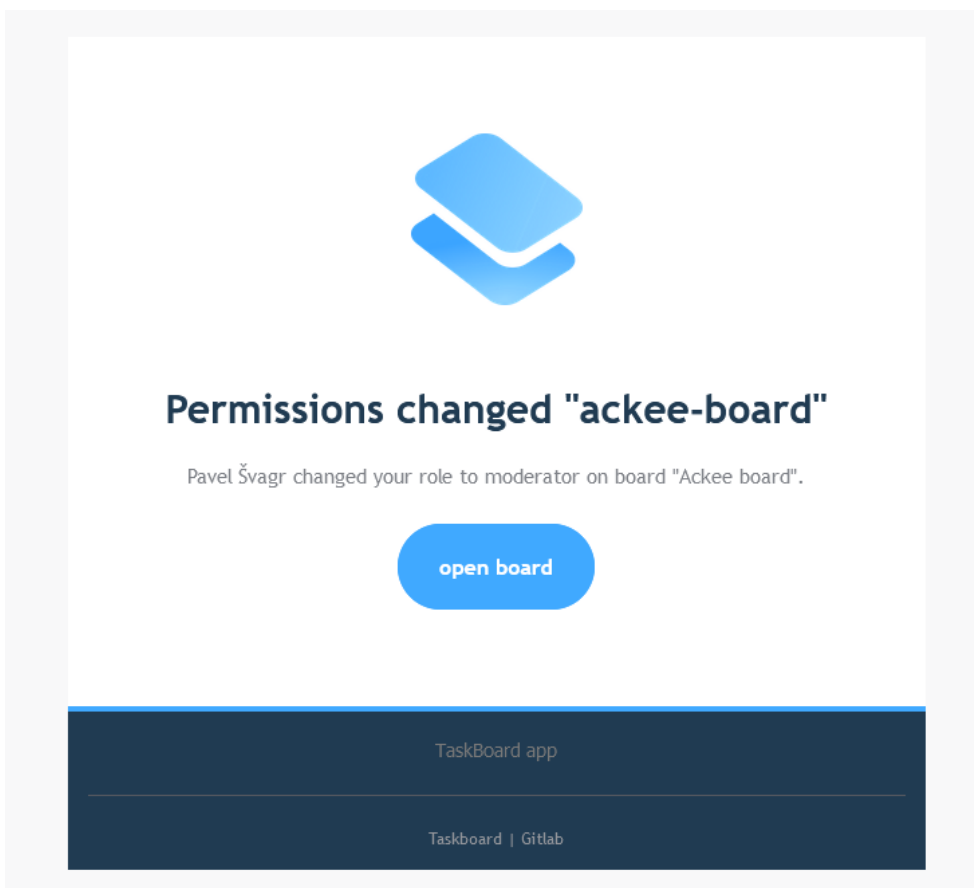 Permissions changed "ackee-board"
Pavel Švagr changed your role to moderator on board "Ackee board".
open board
TaskBoard app
Taskboard | Gitlab